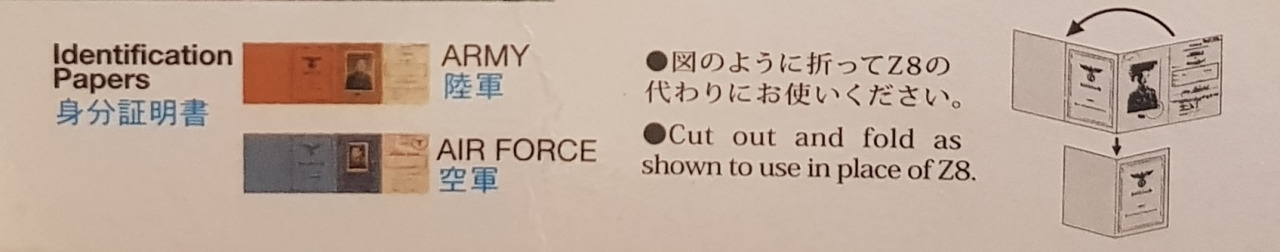 Identification
Papers
身分証明書
ARMY
陸軍
AIR FORCE
空軍
●図のように折ってZ8の
代わりにお使いください。
●Cut out and fold as
shown to use in place of Z8.